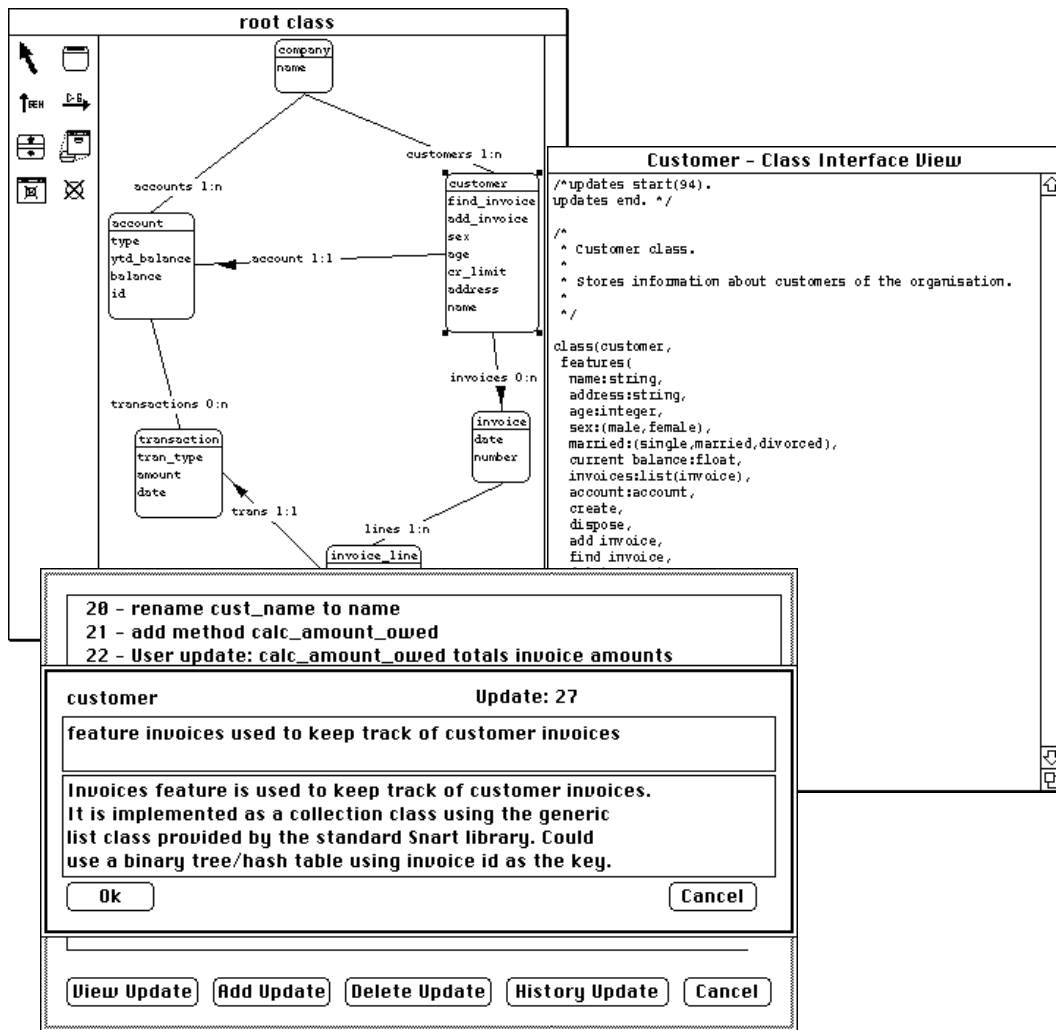 root class
GEN
C-S
company
name
customers 1:n
accounts 1:n
customer
find_invoice
add_invoice
sex
age
cr_limit
address
name
account
type
ytd_balance
balance
id
account 1:1
invoices 0:n
transactions 0:n
transaction
tran_type
amount
date
invoice
date
number
trans 1:1
lines 1:n
invoice_line
Customer - Class Interface View
/*updates start(94).
updates end. */
/*
* Customer class.
*
* Stores information about customers of the organisation.
*
*/
class(customer,
features(
name:string,
address:string,
age:integer,
sex:(male,female),
married:(single,married,divorced),
current balance:float,
invoices:list(invoice),
account:account,
create,
dispose,
add invoice,
find invoice,
20 - rename cust_name to name
21 - add method calc_amount_owed
22 - User update: calc_amount_owed totals invoice amounts
customer Update: 27
feature invoices used to keep track of customer invoices
Invoices feature is used to keep track of customer invoices.
It is implemented as a collection class using the generic
list class provided by the standard Snart library. Could
use a binary tree/hash table using invoice id as the key.
Ok Cancel
View Update Add Update Delete Update History Update Cancel